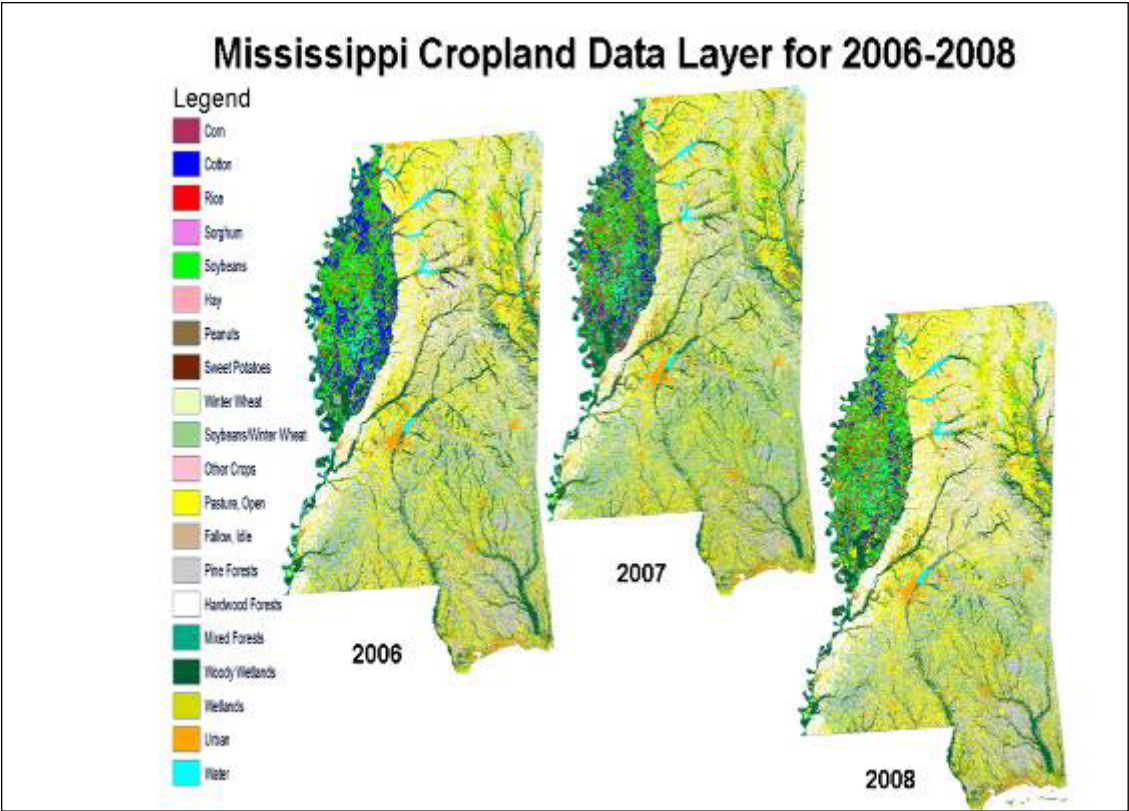 Mississippi Cropland Data Layer for 2006-2008
Legend
Corn
Cotton
Rice
Sorghum
Soybeans
Hay
Peanuts
Sweet Potatoes
Winter Wheat
Soybeans/Winter Wheat
Other Crops
Pasture, Open
Fallow, Idle
Pine Forests
Hardwood Forests
Mixed Forests
Woody Wetlands
Wetlands
Urban
Water
2006
2007
2008